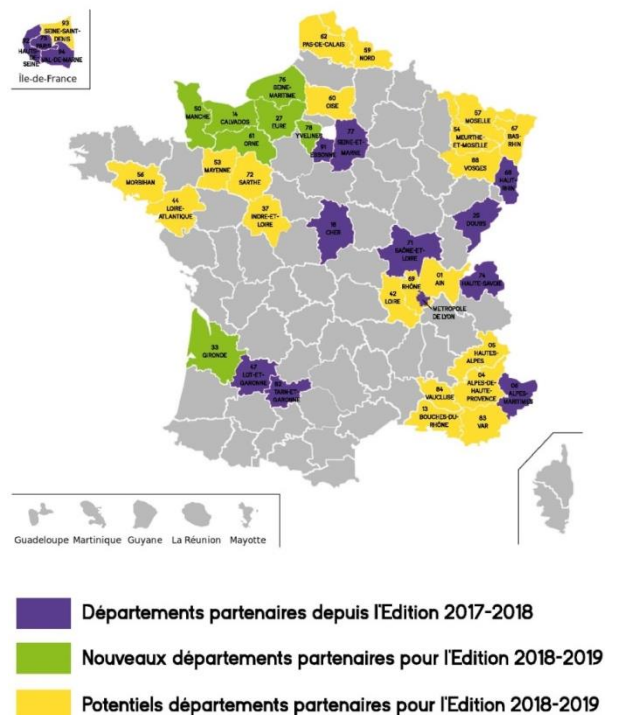 93
SEINE-SAINT-
DENIS
92
HAUTS-
DE-
SEINE
75
PARIS
94
VAL-DE-MARNE
Île-de-France
62
PAS-DE-CALAIS
59
NORD
76
SEINE-
MARITIME
60
OISE
50
MANCHE
14
CALVADOS
27
EURE
61
ORNE
78
YVELINES
91
ESSONNE
77
SEINE-ET-
MARNE
57
MOSELLE
54
MEURTHE-
ET-MOSELLE
67
BAS-
RHIN
88
VOSGES
68
HAUT-
RHIN
53
MAYENNE
72
SARTHE
56
MORBIHAN
44
LOIRE-
ATLANTIQUE
37
INDRE-ET-
LOIRE
18
CHER
25
DOUBS
71
SAÔNE-ET-
LOIRE
01
AIN
74
HAUTE-SAVOIE
69
RHÔNE
42
LOIRE
METROPOLE
DE LYON
33
GIRONDE
47
LOT-ET-
GARONNE
82
TARN-ET-
GARONNE
05
HAUTES-
ALPES
04
ALPES-DE-
HAUTE-
PROVENCE
84
VAUCLUSE
06
ALPES-
MARITIMES
13
BOUCHES-DU-
RHÔNE
83
VAR
Guadeloupe Martinique Guyane La Réunion Mayotte
Départements partenaires depuis l'Edition 2017-2018
Nouveaux départements partenaires pour l'Edition 2018-2019
Potentiels départements partenaires pour l'Edition 2018-2019